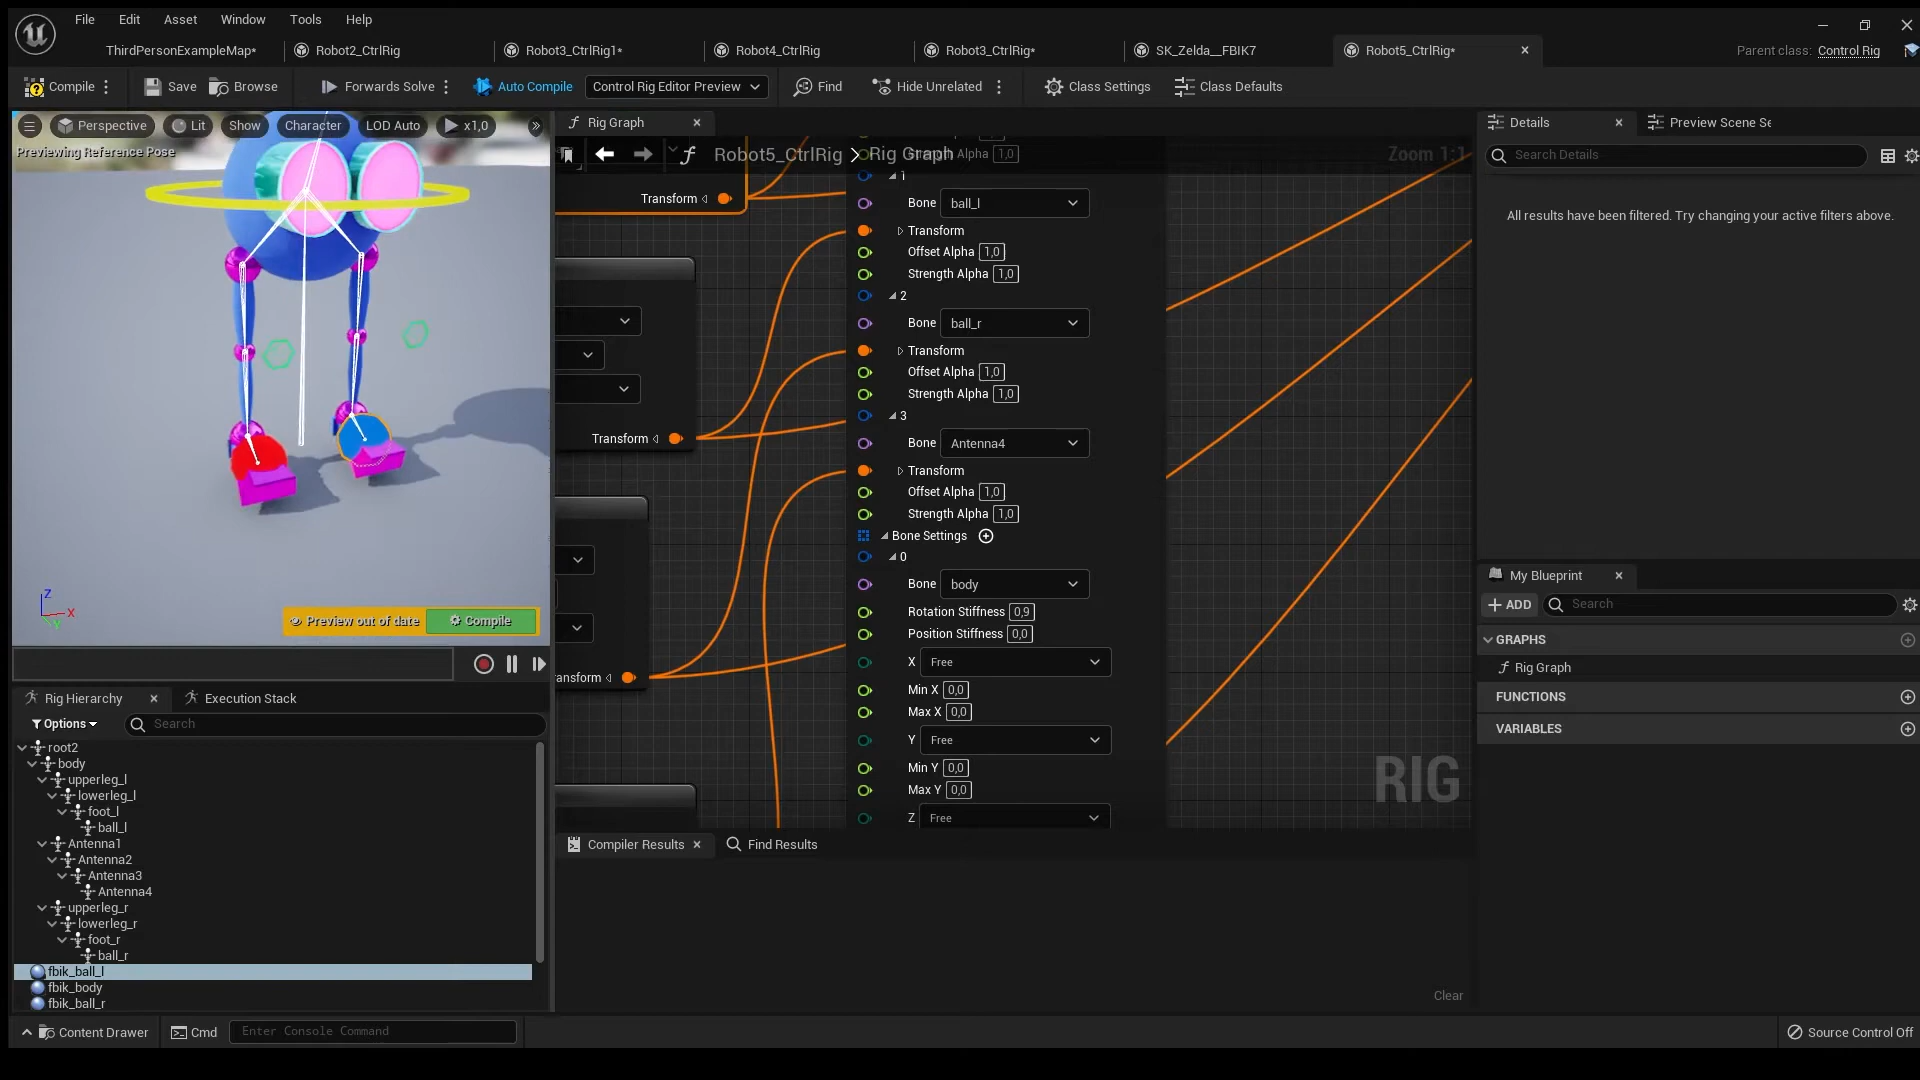 File Edit Asset Window Tools Help
ThirdPersonExampleMap* Robot2_CtrlRig Robot3_CtrlRig1* Robot4_CtrlRig Robot3_CtrlRig* SK_Zelda__FBIK7 Robot5_CtrlRig* Parent class: Control Rig
Compile Save Browse Forwards Solve Auto Compile Control Rig Editor Preview Find Hide Unrelated Class Settings Class Defaults
Perspective Lit Show Character LOD Auto x1,0
Previewing Reference Pose
Z
X
Y
Preview out of date Compile
Rig Hierarchy Execution Stack
Options Search
root2
body
upperleg_l
lowerleg_l
foot_l
ball_l
Antenna1
Antenna2
Antenna3
Antenna4
upperleg_r
lowerleg_r
foot_r
ball_r
fbik_ball_l
fbik_body
fbik_ball_r
Rig Graph
Robot5_CtrlRig > Rig Graph Zoom 1:1
Strength Alpha 1,0
Transform
Transform
ansform
1
Bone ball_l
Transform
Offset Alpha 1,0
Strength Alpha 1,0
2
Bone ball_r
Transform
Offset Alpha 1,0
Strength Alpha 1,0
3
Bone Antenna4
Transform
Offset Alpha 1,0
Strength Alpha 1,0
Bone Settings
0
Bone body
Rotation Stiffness 0,9
Position Stiffness 0,0
X Free
Min X 0,0
Max X 0,0
Y Free
Min Y 0,0
Max Y 0,0
Z Free
RIG
Compiler Results Find Results
Clear
Details Preview Scene Se
Search Details
All results have been filtered. Try changing your active filters above.
My Blueprint
ADD Search
GRAPHS
Rig Graph
FUNCTIONS
VARIABLES
Content Drawer Cmd Enter Console Command Source Control Off